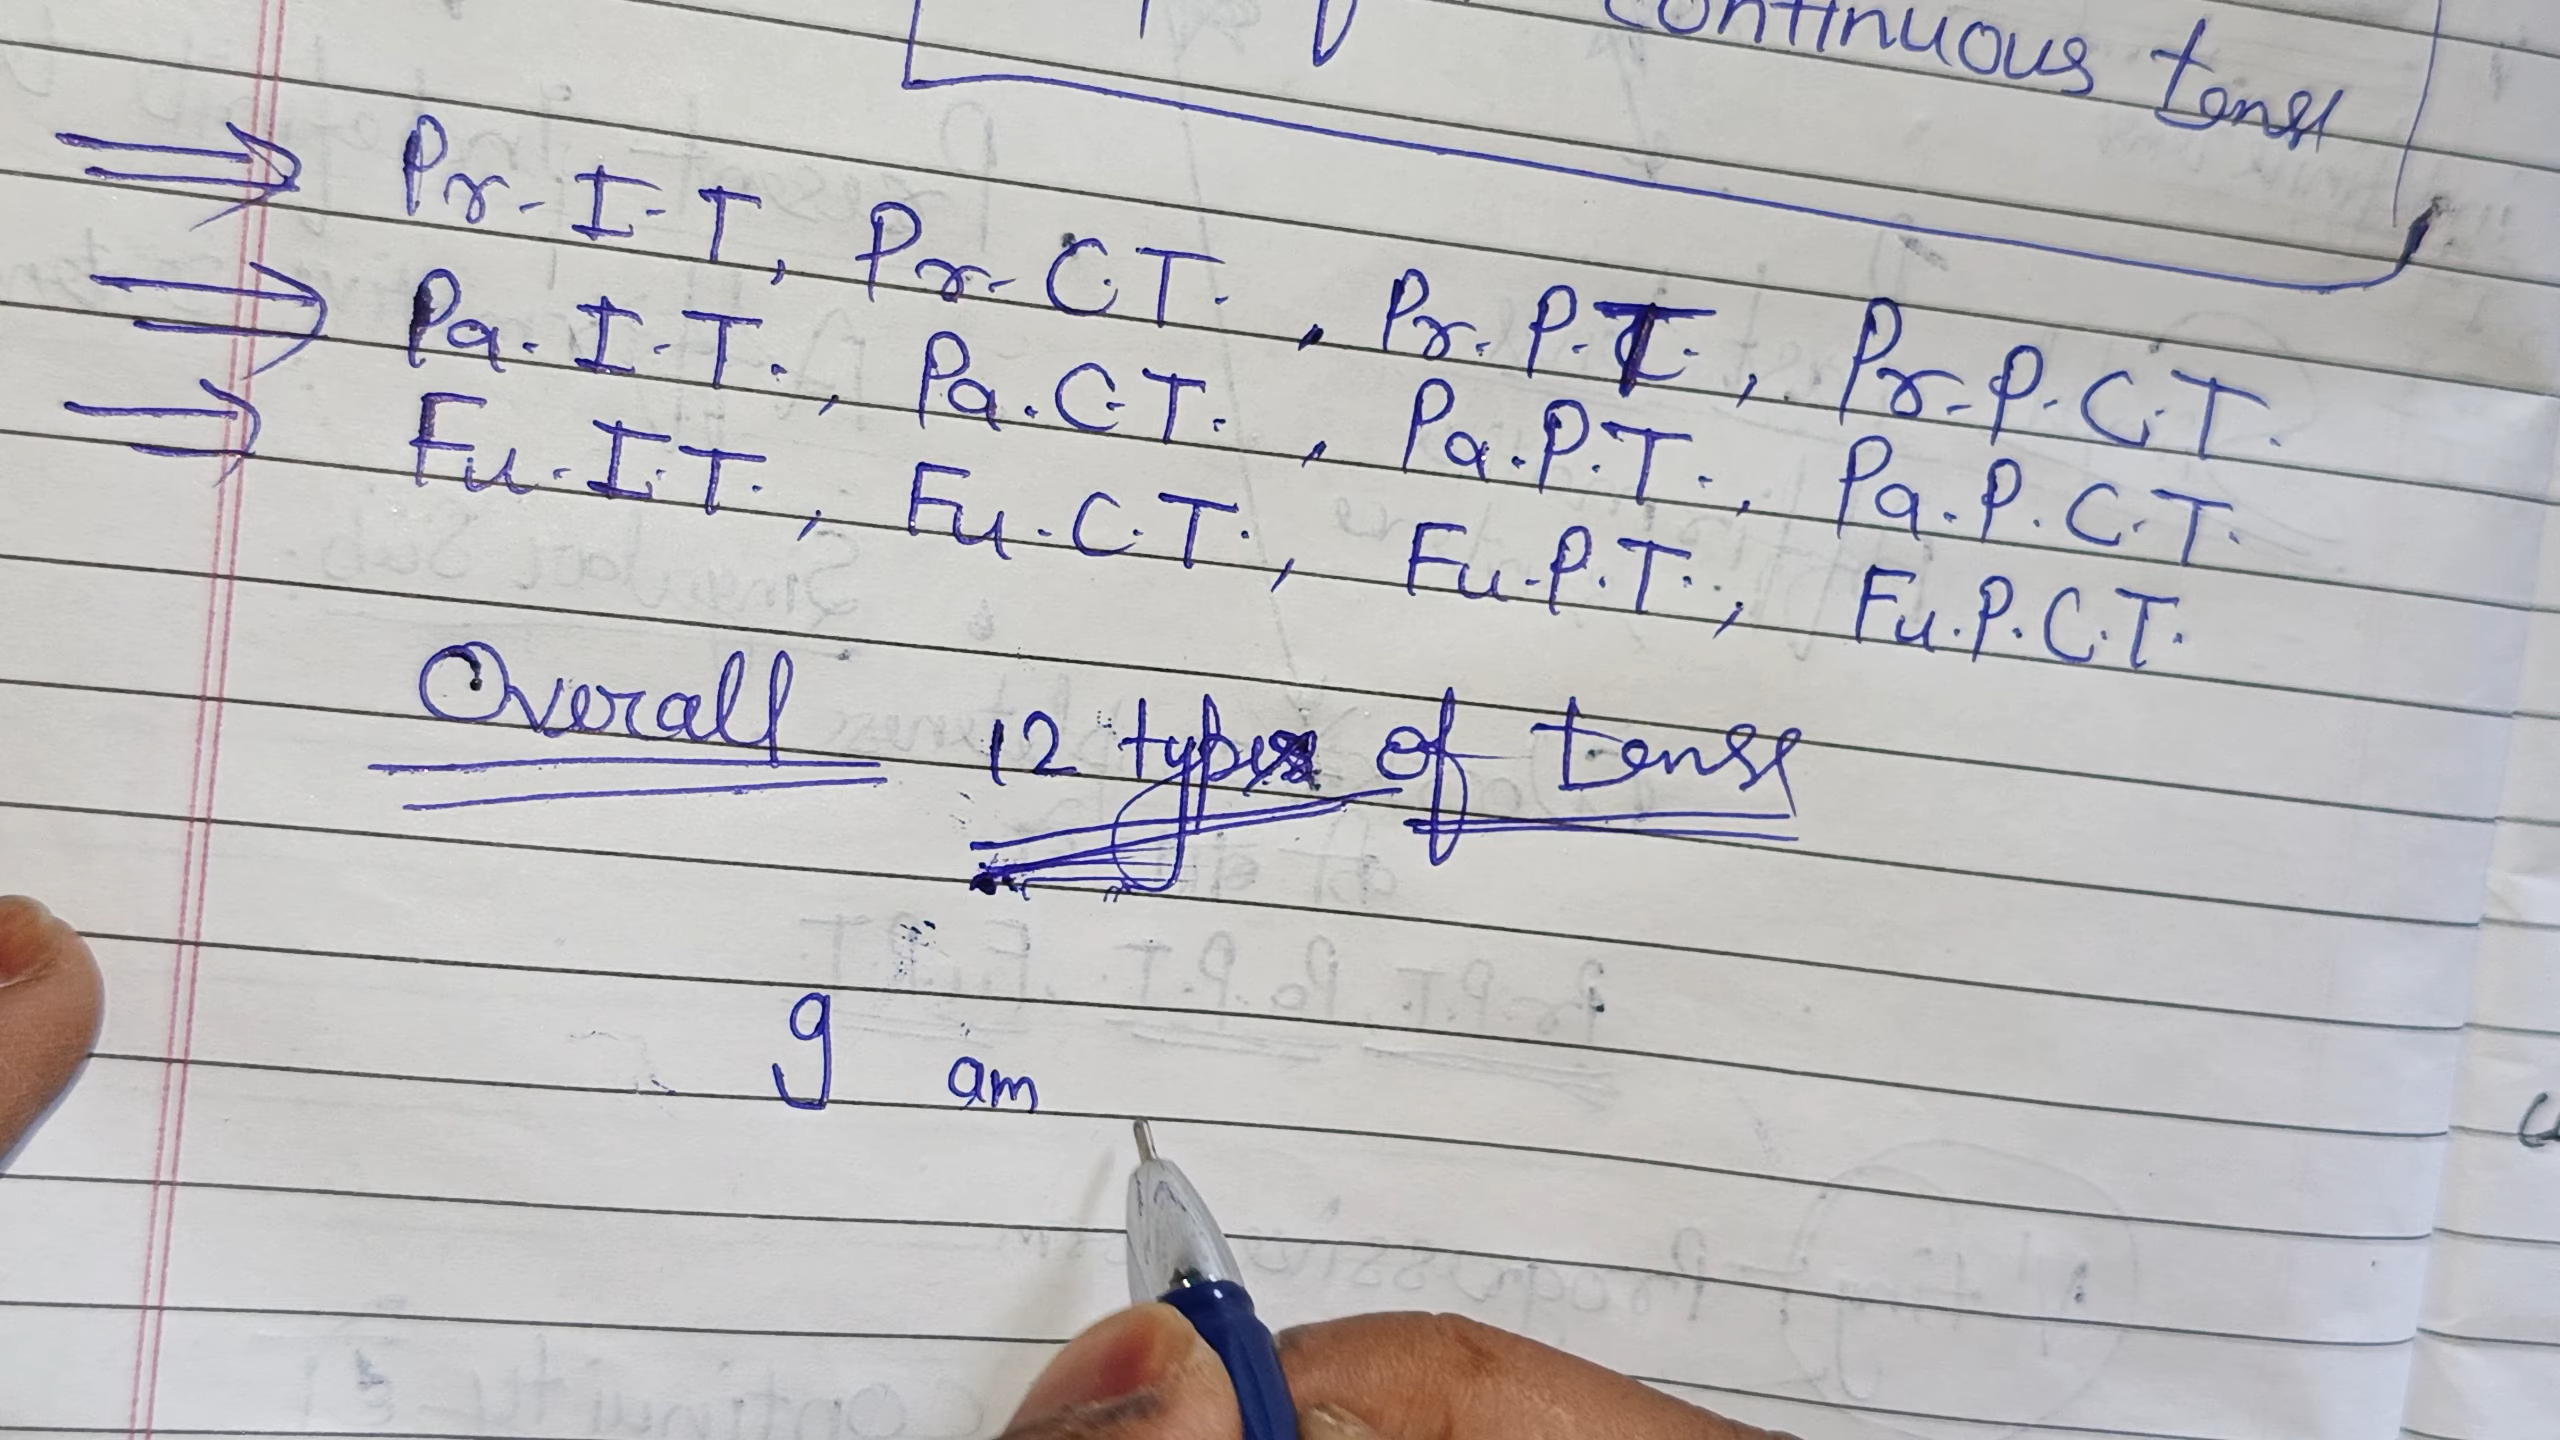 continuous tense
Pr. I. T, Pr. C.T. , Pr. P. T. , Pr. P. C. T.
Pa. I. T. , Pa. C. T. , Pa. P. T. , Pa. P. C. T.
Fu. I. T. , Fu. C. T. , Fu. P. T. , Fu. P. C. T.
Overall 12 types of tense
I am